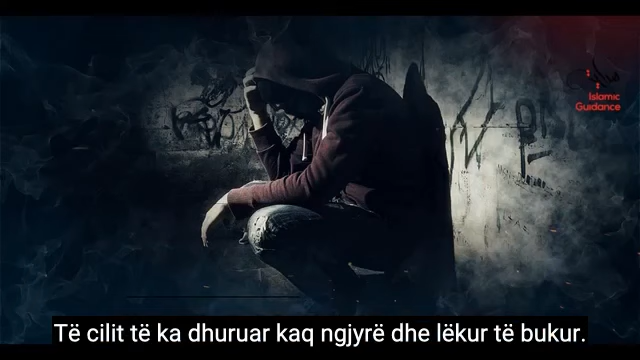 Islamic
Guidance
Të cilit të ka dhuruar kaq ngjyrë dhe lëkur të bukur.